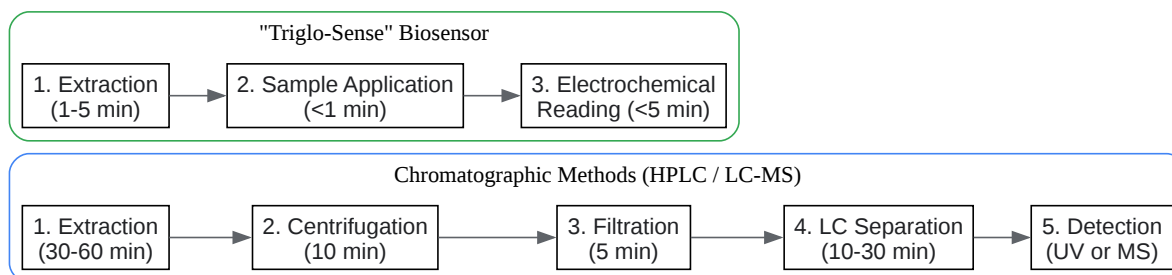 "Triglo-Sense" Biosensor
1. Extraction
(1-5 min)
2. Sample Application
(<1 min)
3. Electrochemical
Reading (<5 min)
Chromatographic Methods (HPLC / LC-MS)
1. Extraction
(30-60 min)
2. Centrifugation
(10 min)
3. Filtration
(5 min)
4. LC Separation
(10-30 min)
5. Detection
(UV or MS)